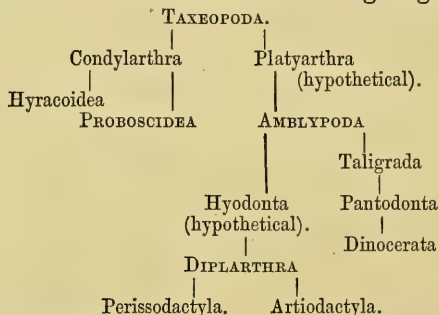 TAXEOPODA.
Condylarthra Platyarthra
(hypothetical).
Hyracoidea
PROBOSCIDEA AMBLYPODA
Taligrada
Hyodonta Pantodonta
(hypothetical).
Dinocerata
DIPLARTHRA
Perissodactyla. Artiodactyla.